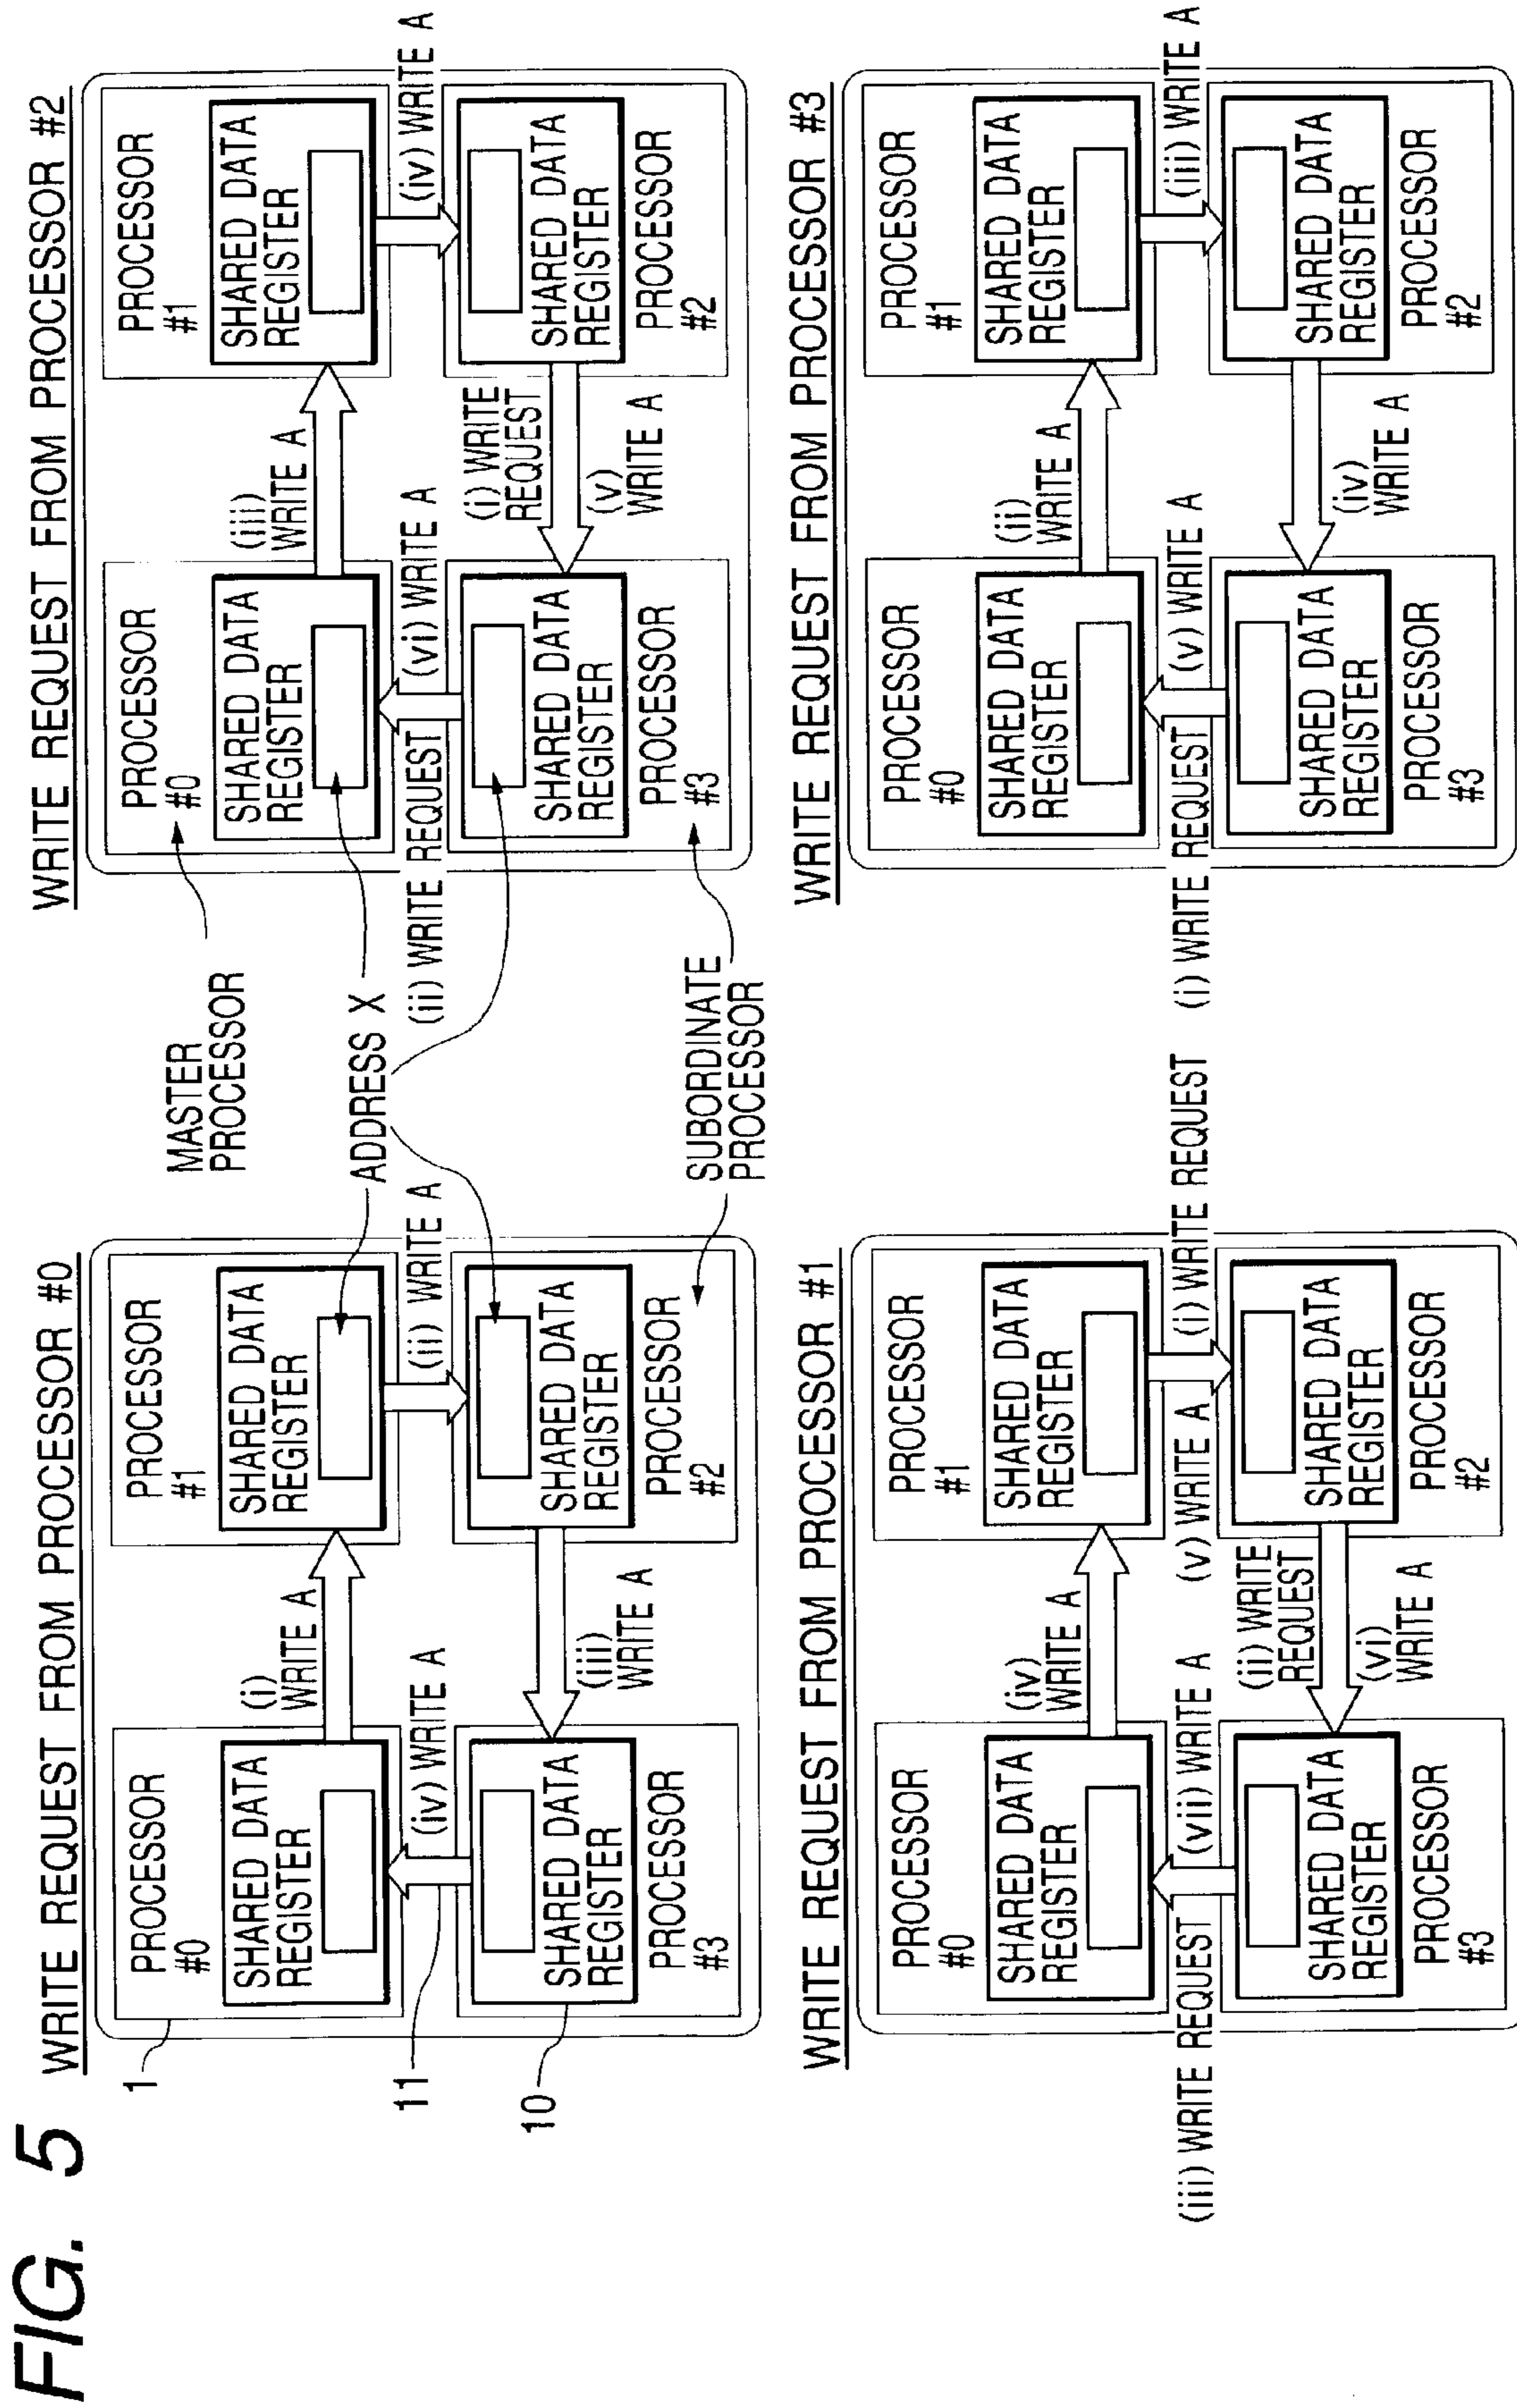 FIG. 5
WRITE REQUEST FROM PROCESSOR #0
1
PROCESSOR
#0
SHARED DATA
REGISTER
(i)
WRITE A
PROCESSOR
#1
SHARED DATA
REGISTER
11
(iv) WRITE A
(ii) WRITE A
10
SHARED DATA
REGISTER
PROCESSOR
#3
(iii)
WRITE A
SHARED DATA
REGISTER
PROCESSOR
#2
MASTER
PROCESSOR
ADDRESS X
SUBORDINATE
PROCESSOR
WRITE REQUEST FROM PROCESSOR #2
PROCESSOR
#0
SHARED DATA
REGISTER
(iii)
WRITE A
PROCESSOR
#1
SHARED DATA
REGISTER
(ii) WRITE REQUEST
(vi) WRITE A
(iv) WRITE A
SHARED DATA
REGISTER
PROCESSOR
#3
(i) WRITE
REQUEST
(v)
WRITE A
SHARED DATA
REGISTER
PROCESSOR
#2
WRITE REQUEST FROM PROCESSOR #1
PROCESSOR
#0
SHARED DATA
REGISTER
(iv)
WRITE A
PROCESSOR
#1
SHARED DATA
REGISTER
(iii) WRITE REQUEST
(vii) WRITE A
(v) WRITE A
(i) WRITE REQUEST
SHARED DATA
REGISTER
PROCESSOR
#3
(ii) WRITE
REQUEST
(vi)
WRITE A
SHARED DATA
REGISTER
PROCESSOR
#2
WRITE REQUEST FROM PROCESSOR #3
PROCESSOR
#0
SHARED DATA
REGISTER
(ii)
WRITE A
PROCESSOR
#1
SHARED DATA
REGISTER
(i) WRITE REQUEST
(v) WRITE A
(iii) WRITE A
SHARED DATA
REGISTER
PROCESSOR
#3
(iv)
WRITE A
SHARED DATA
REGISTER
PROCESSOR
#2